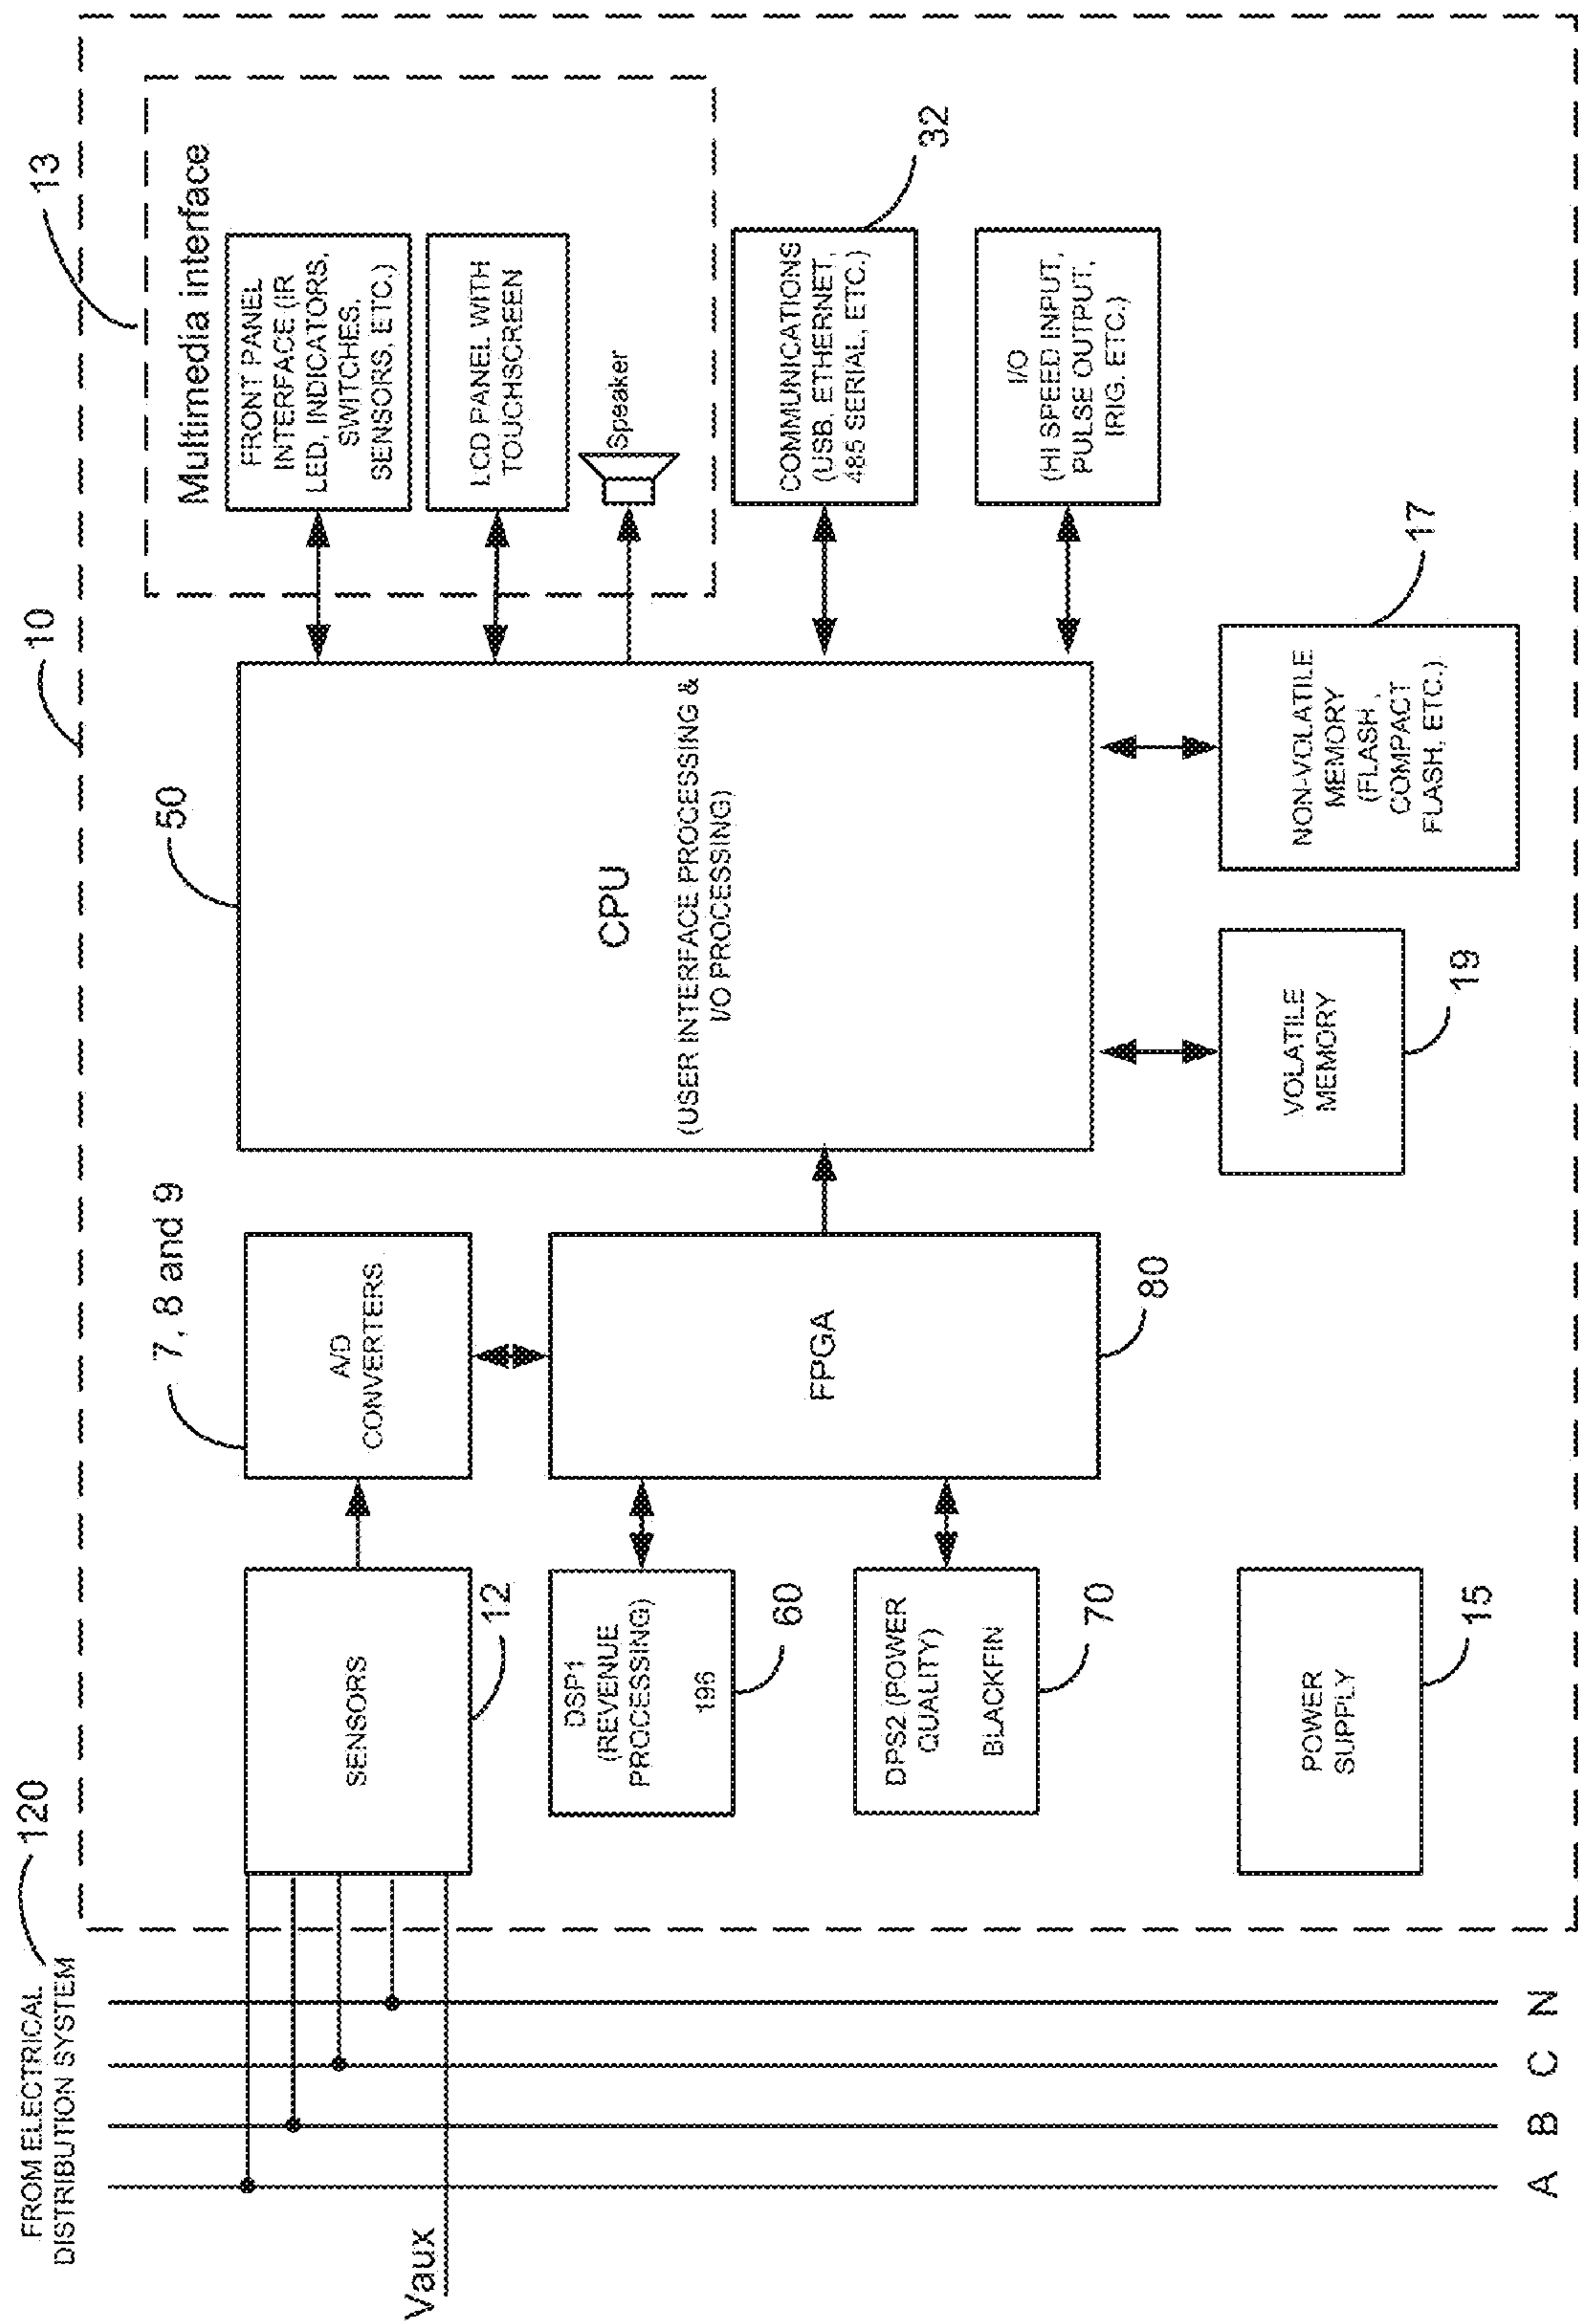 FROM ELECTRICAL
DISTRIBUTION SYSTEM
120
10
13
Vaux
A
B
C
N
SENSORS
12
7, 8 and 9
A/D
CONVERTERS
DSP1
(REVENUE
PROCESSING)
196
60
DPS2 (POWER
QUALITY)
BLACKFIN
70
POWER
SUPPLY
15
FPGA
80
50
CPU
(USER INTERFACE PROCESSING &
I/O PROCESSING)
VOLATILE
MEMORY
19
NON-VOLATILE
MEMORY
(FLASH,
COMPACT
FLASH, ETC.)
17
Multimedia interface
FRONT PANEL
INTERFACE (IR
LED, INDICATORS,
SWITCHES,
SENSORS, ETC.)
LCD PANEL WITH
TOUCHSCREEN
Speaker
COMMUNICATIONS
(USB, ETHERNET,
485 SERIAL, ETC.)
32
I/O
(HI SPEED INPUT,
PULSE OUTPUT,
IRIG, ETC.)